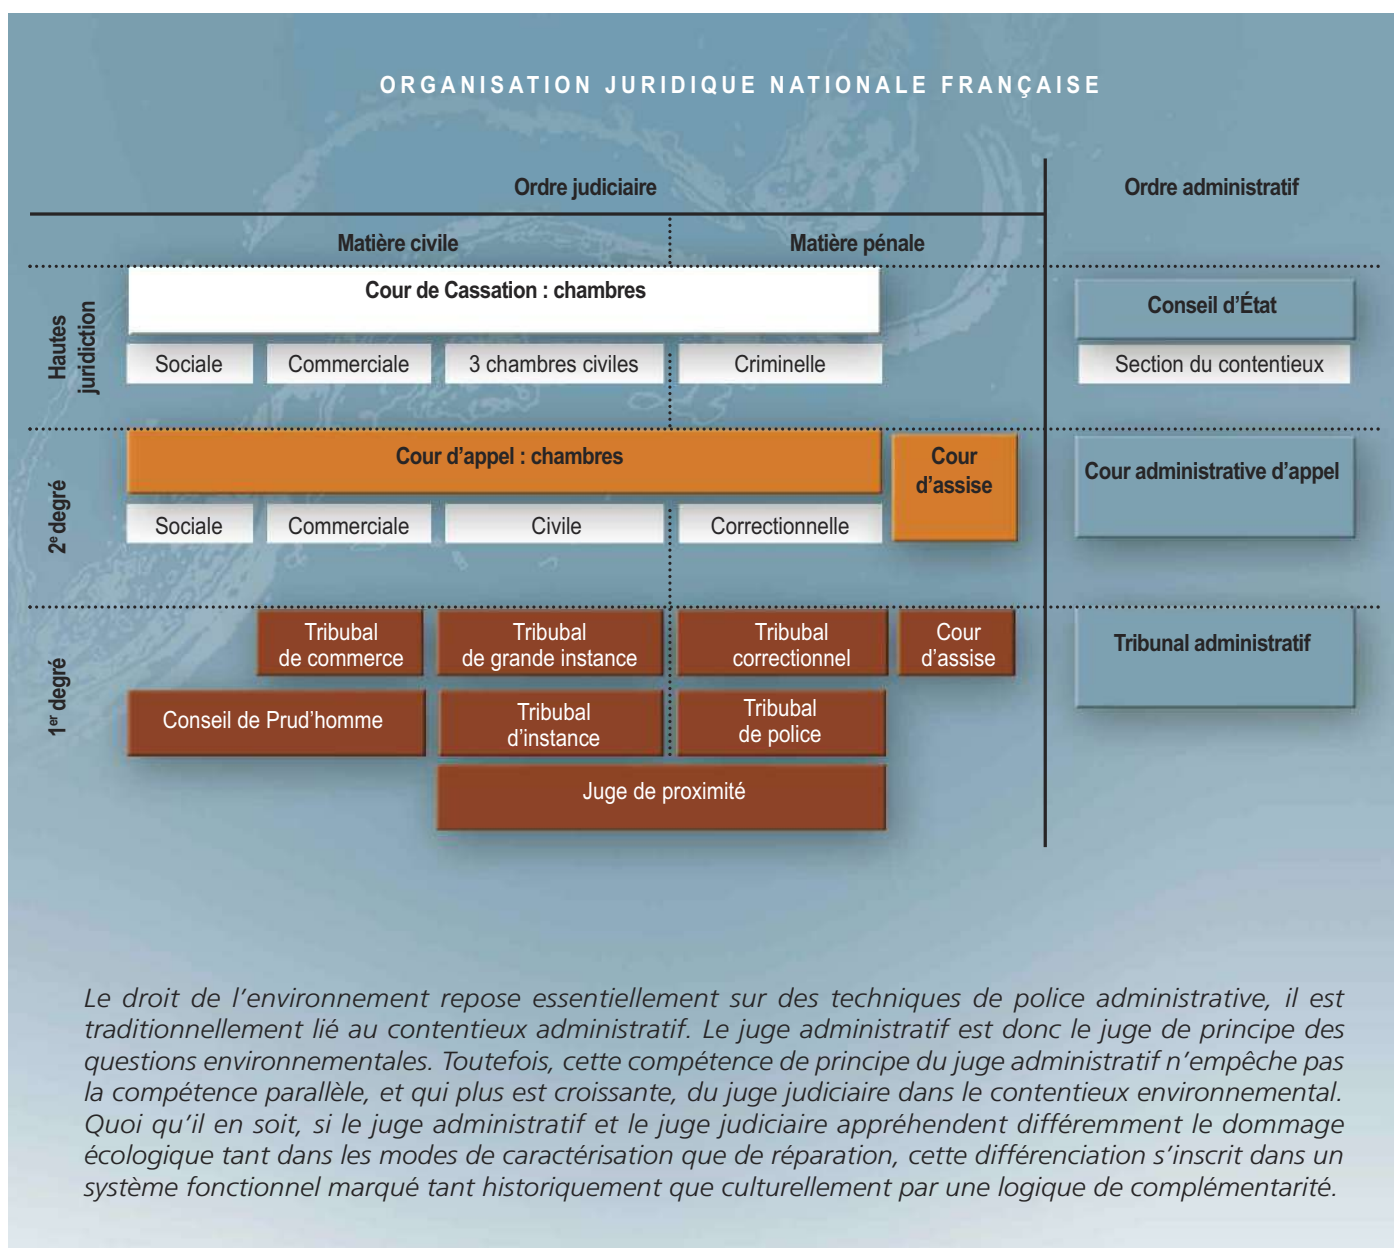 ORGANISATION JURIDIQUE NATIONALE FRANÇAISE
Ordre judiciaire
Ordre administratif
Matière civile
Matière pénale
Hautes
juridiction
Cour de Cassation : chambres
Conseil d’État
Sociale
Commerciale
3 chambres civiles
Criminelle
Section du contentieux
2e degré
Cour d’appel : chambres
Cour
d’assise
Cour administrative d’appel
Sociale
Commerciale
Civile
Correctionnelle
1er degré
Tribubal
de commerce
Tribubal
de grande instance
Tribubal
correctionnel
Cour
d’assise
Tribunal administratif
Conseil de Prud’homme
Tribubal
d’instance
Tribubal
de police
Juge de proximité
Le droit de l’environnement repose essentiellement sur des techniques de police administrative, il est
traditionnellement lié au contentieux administratif. Le juge administratif est donc le juge de principe des
questions environnementales. Toutefois, cette compétence de principe du juge administratif n’empêche pas
la compétence parallèle, et qui plus est croissante, du juge judiciaire dans le contentieux environnemental.
Quoi qu’il en soit, si le juge administratif et le juge judiciaire appréhendent différemment le dommage
écologique tant dans les modes de caractérisation que de réparation, cette différenciation s’inscrit dans un
système fonctionnel marqué tant historiquement que culturellement par une logique de complémentarité.